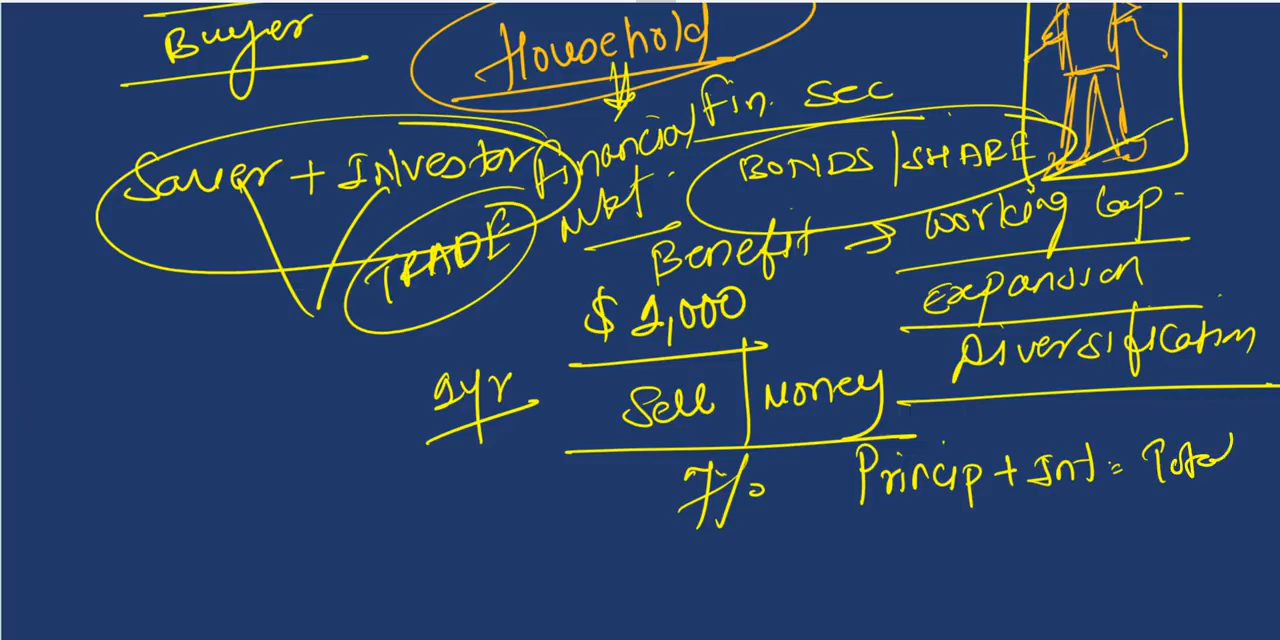 Buyer
Household
Financial/Fin. Sec
Saver + Investor
Mkt.
BONDS/SHARE
TRADE
Benefit → Working Cap-
Expansion
Diversification
$ 1,000
1yr
Sell | Money
7%
Princip + Int =